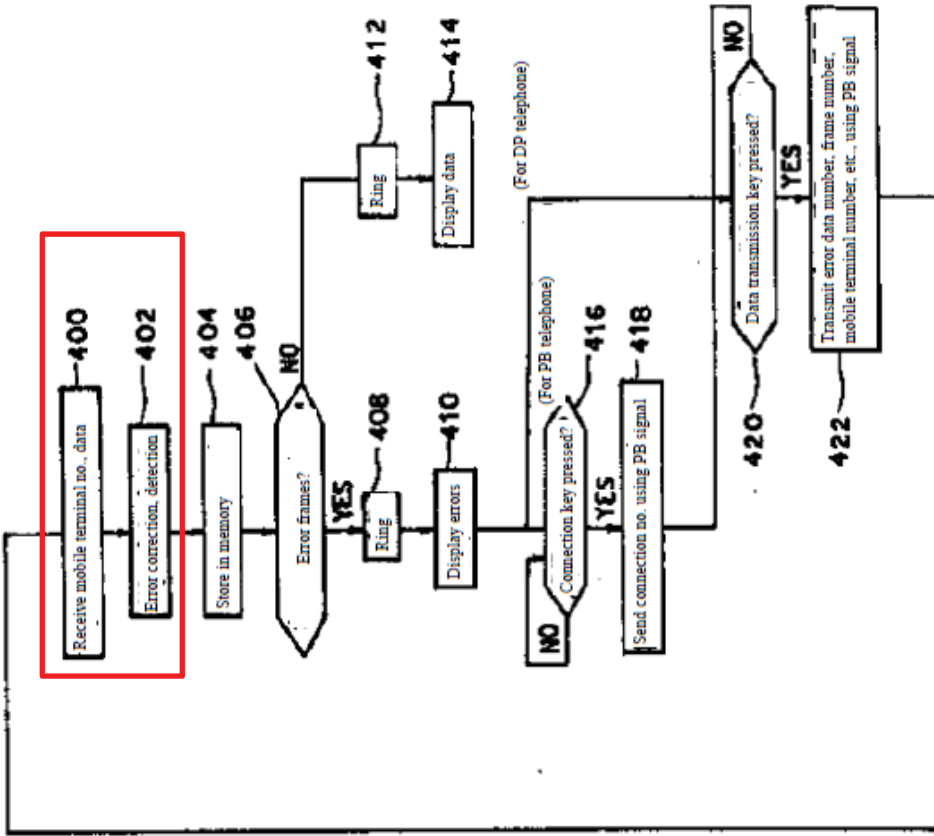 400
Receive mobile terminal no., data
402
Error correction, detection
404
Store in memory
406
Error frames?
NO
YES
412
Ring
408
Ring
414
Display data
410
Display errors
(For PB telephone)
(For DP telephone)
416
Connection key pressed?
NO
YES
418
Send connection no. using PB signal
NO
Data transmission key pressed?
420
YES
Transmit error data number, frame number,
mobile terminal number, etc., using PB signal
422